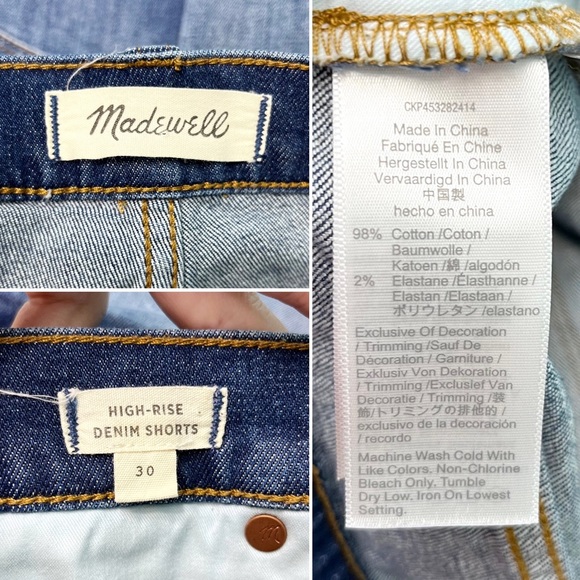 Madewell
HIGH-RISE
DENIM SHORTS
30
M
CKP453282414
Made In China
Fabriqué En Chine
Hergestellt In China
Vervaardigd In China
中国製
hecho en china
98% Cotton /Coton /
Baumwolle /
Katoen /綿 /algodón
2% Elastane /Élasthanne /
Elastan /Elastaan /
ポリウレタン /elastano
Exclusive Of Decoration
/ Trimming /Sauf De
Décoration / Garniture /
Exklusiv Von Dekoration
/ Trimming /Exclusief Van
Decoratie / Trimming /装
飾/トリミングの排他的 /
exclusivo de la decoración
/ recorado
Machine Wash Cold With
Like Colors. Non-Chlorine
Bleach Only. Tumble
Dry Low. Iron On Lowest
Setting.